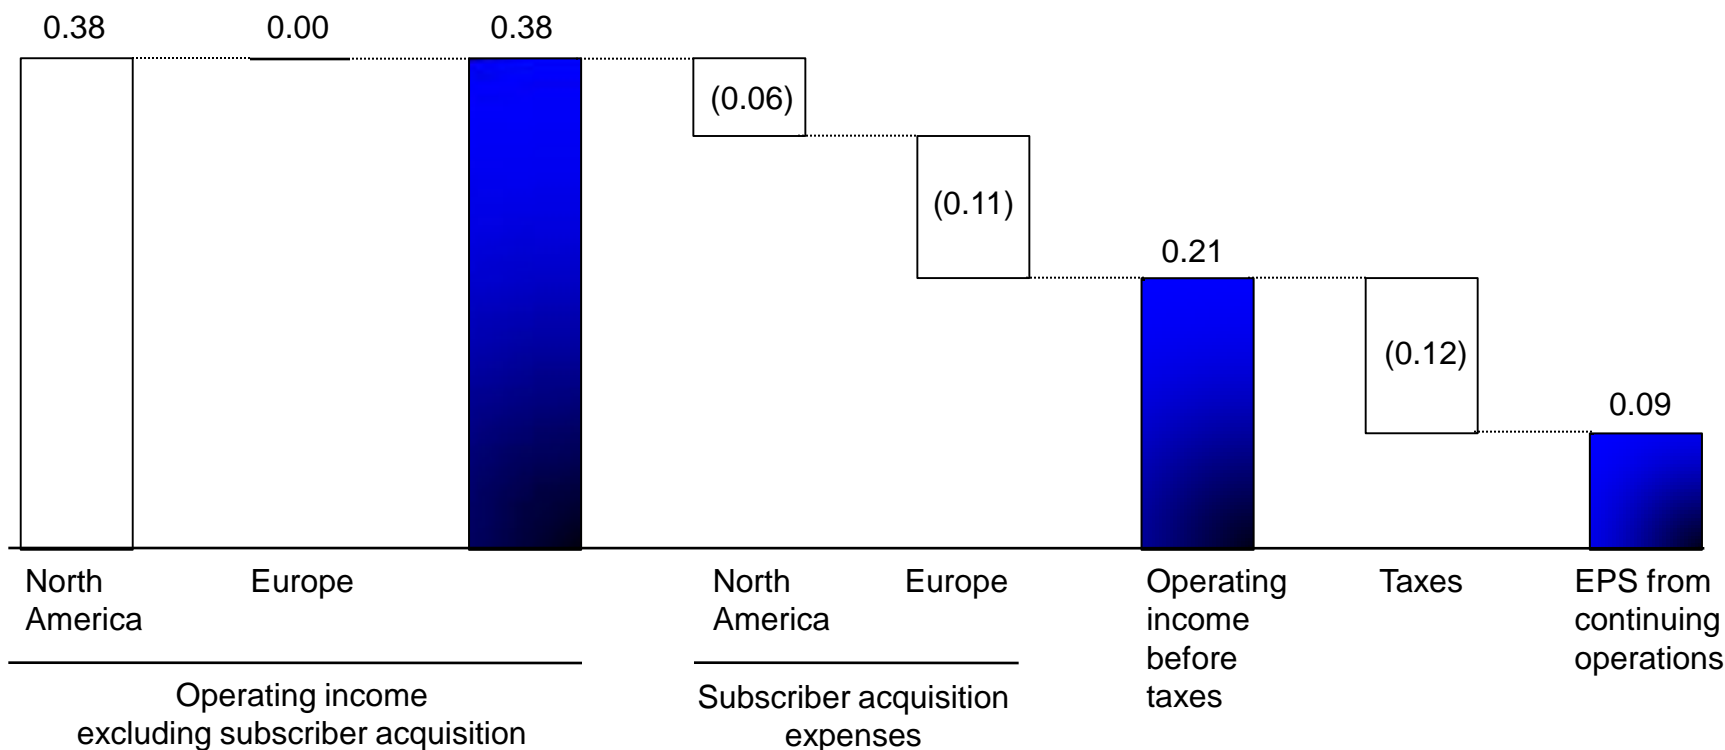 0.38
0.00
0.38
(0.06)
(0.11)
0.21
(0.12)
0.09
North
America
Europe
North
America
Europe
Operating
income
before
taxes
Taxes
EPS from
continuing
operations
Operating income
excluding subscriber acquisition
Subscriber acquisition
expenses